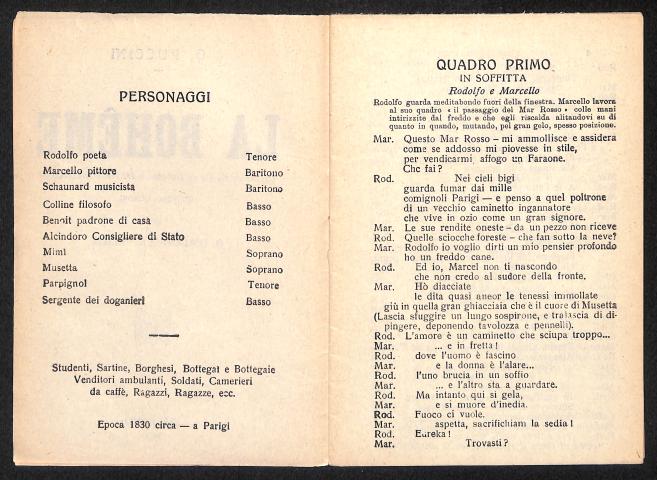 PERSONAGGI
Rodolfo poeta Tenore
Marcello pittore Baritono
Schaunard musicista Baritono
Colline filosofo Basso
Benoit padrone di casa Basso
Alcindoro Consigliere di Stato Basso
Mimì Soprano
Musetta Soprano
Parpignol Tenore
Sergente dei doganieri Basso
Studenti, Sartine, Borghesi, Bottegai e Bottegaie
Venditori ambulanti, Soldati, Camerieri
da caffè, Ragazzi, Ragazze, ecc.
Epoca 1830 circa — a Parigi
QUADRO PRIMO
IN SOFFITTA
Rodolfo e Marcello
Rodolfo guarda meditabondo fuori della finestra. Marcello lavora
al suo quadro « il passaggio del Mar Rosso » colle mani
intirizzite dal freddo e che egli riscalda alitandovi su di
quanto in quando, mutando, pel gran gelo, spesso posizione.
Mar. Questo Mar Rosso – mi ammollisce e assidera
come se addosso mi piovesse in stile,
per vendicarmi affogo un Faraone.
Che fai ?
Rod. Nei cieli bigi
guarda fumar dai mille
comignoli Parigi — e penso a quel poltrone
di un vecchio caminetto ingannatore
che vive in ozio come un gran signore.
Mar. Le sue rendite oneste – da un pezzo non riceve
Rod. Quelle sciocche foreste – che fan sotto la neve?
Mar. Rodolfo io voglio dirti un mio pensier profondo
ho un freddo cane.
Rod. Ed io, Marcel non ti nascondo
che non credo al sudore della fronte.
Mar. Hò diacciate
le dita quasi aneor le tenessi immollate
giù in quella gran ghiacciaia che è il cuore di Musetta
(Lascia sfuggire un lungo sospirone, e tralascia di di-
pingere, deponendo tavolozza e pennelli).
Rod. L'amore è un caminetto che sciupa troppo...
Mar. ... e in fretta !
Rod. dove l'uomo è fascino
Mar. e la donna è l'alare...
Rod. l'uno brucia in un soffio
Mar. ... e l'altro sta a guardare.
Rod. Ma intanto qui si gela,
Mar. e si muore d'inedia.
Rod. Fuoco ci vuole.
Mar. aspetta, sacrifichiam la sedia !
Rod. Eureka !
Mar. Trovasti ?